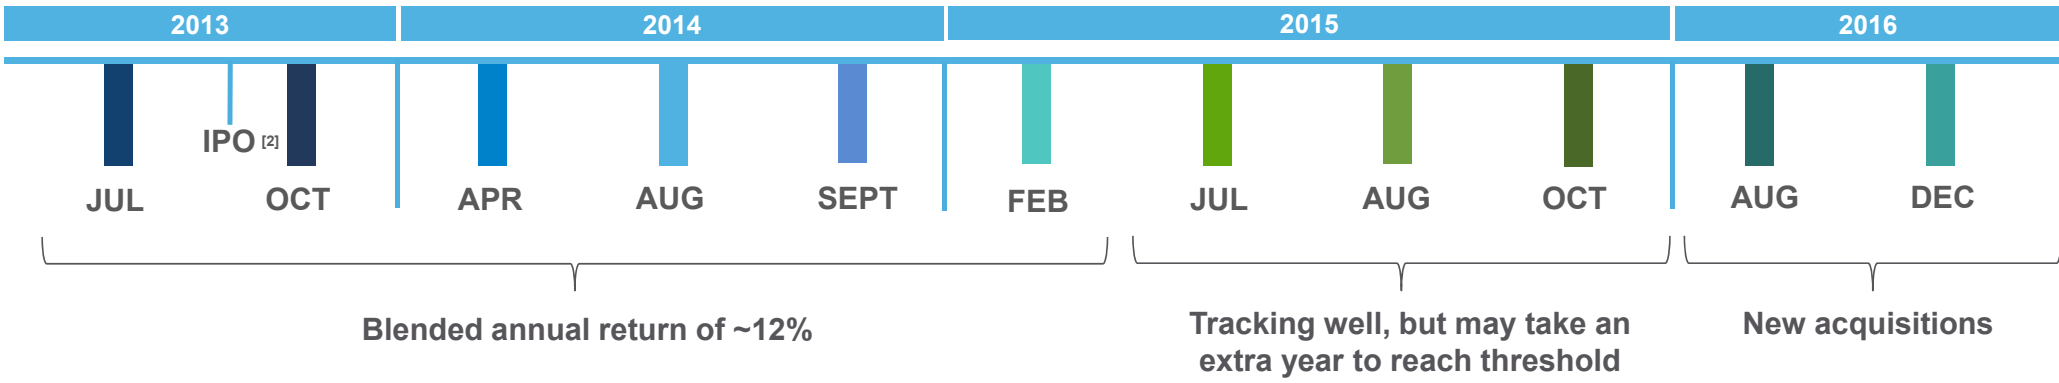 2013 2014 2015 2016
IPO [2]
JUL OCT APR AUG SEPT FEB JUL AUG OCT AUG DEC
Blended annual return of ~12%
Tracking well, but may take an
extra year to reach threshold
New acquisitions